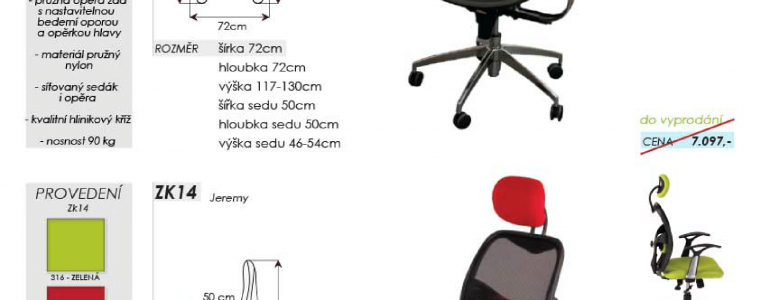 - pružná opěra zad
s nastavitelnou
bederní oporou
a opěrkou hlavy
- materiál pružný
nylon
- síťovaný sedák
i opěra
- kvalitní hlinikový kříž
- nosnost 90 kg
72cm
ROZMĚR
šírka 72cm
hloubka 72cm
výška 117-130cm
šířka sedu 50cm
hloubka sedu 50cm
výška sedu 46-54cm
do vyprodání
CENA 7.097,-
PROVEDENÍ
Zk14
316 - ZELENÁ
ZK14 Jeremy
50 cm